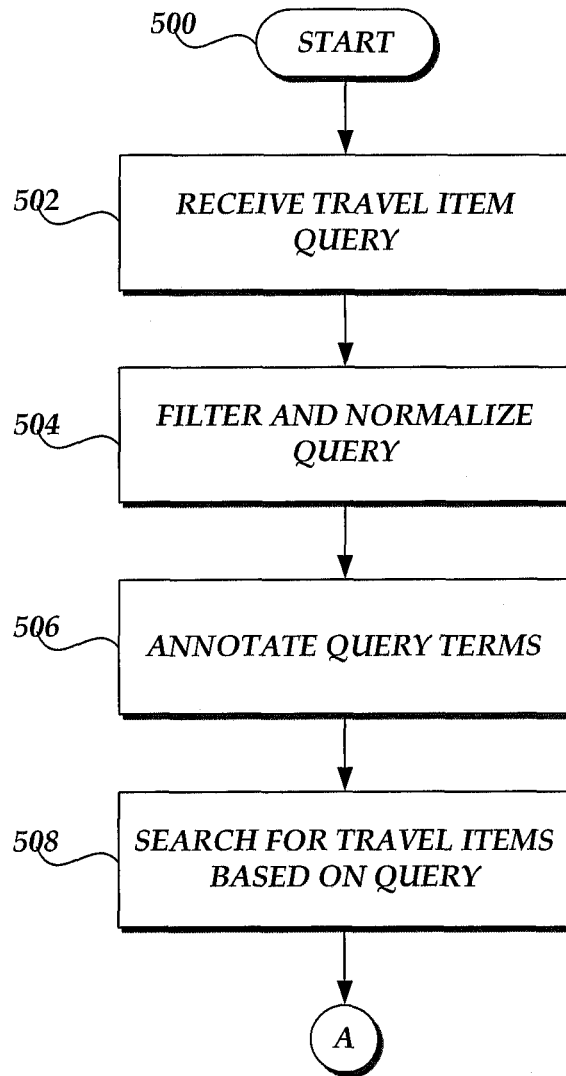 500
START
502
RECEIVE TRAVEL ITEM
QUERY
504
FILTER AND NORMALIZE
QUERY
506
ANNOTATE QUERY TERMS
508
SEARCH FOR TRAVEL ITEMS
BASED ON QUERY
A